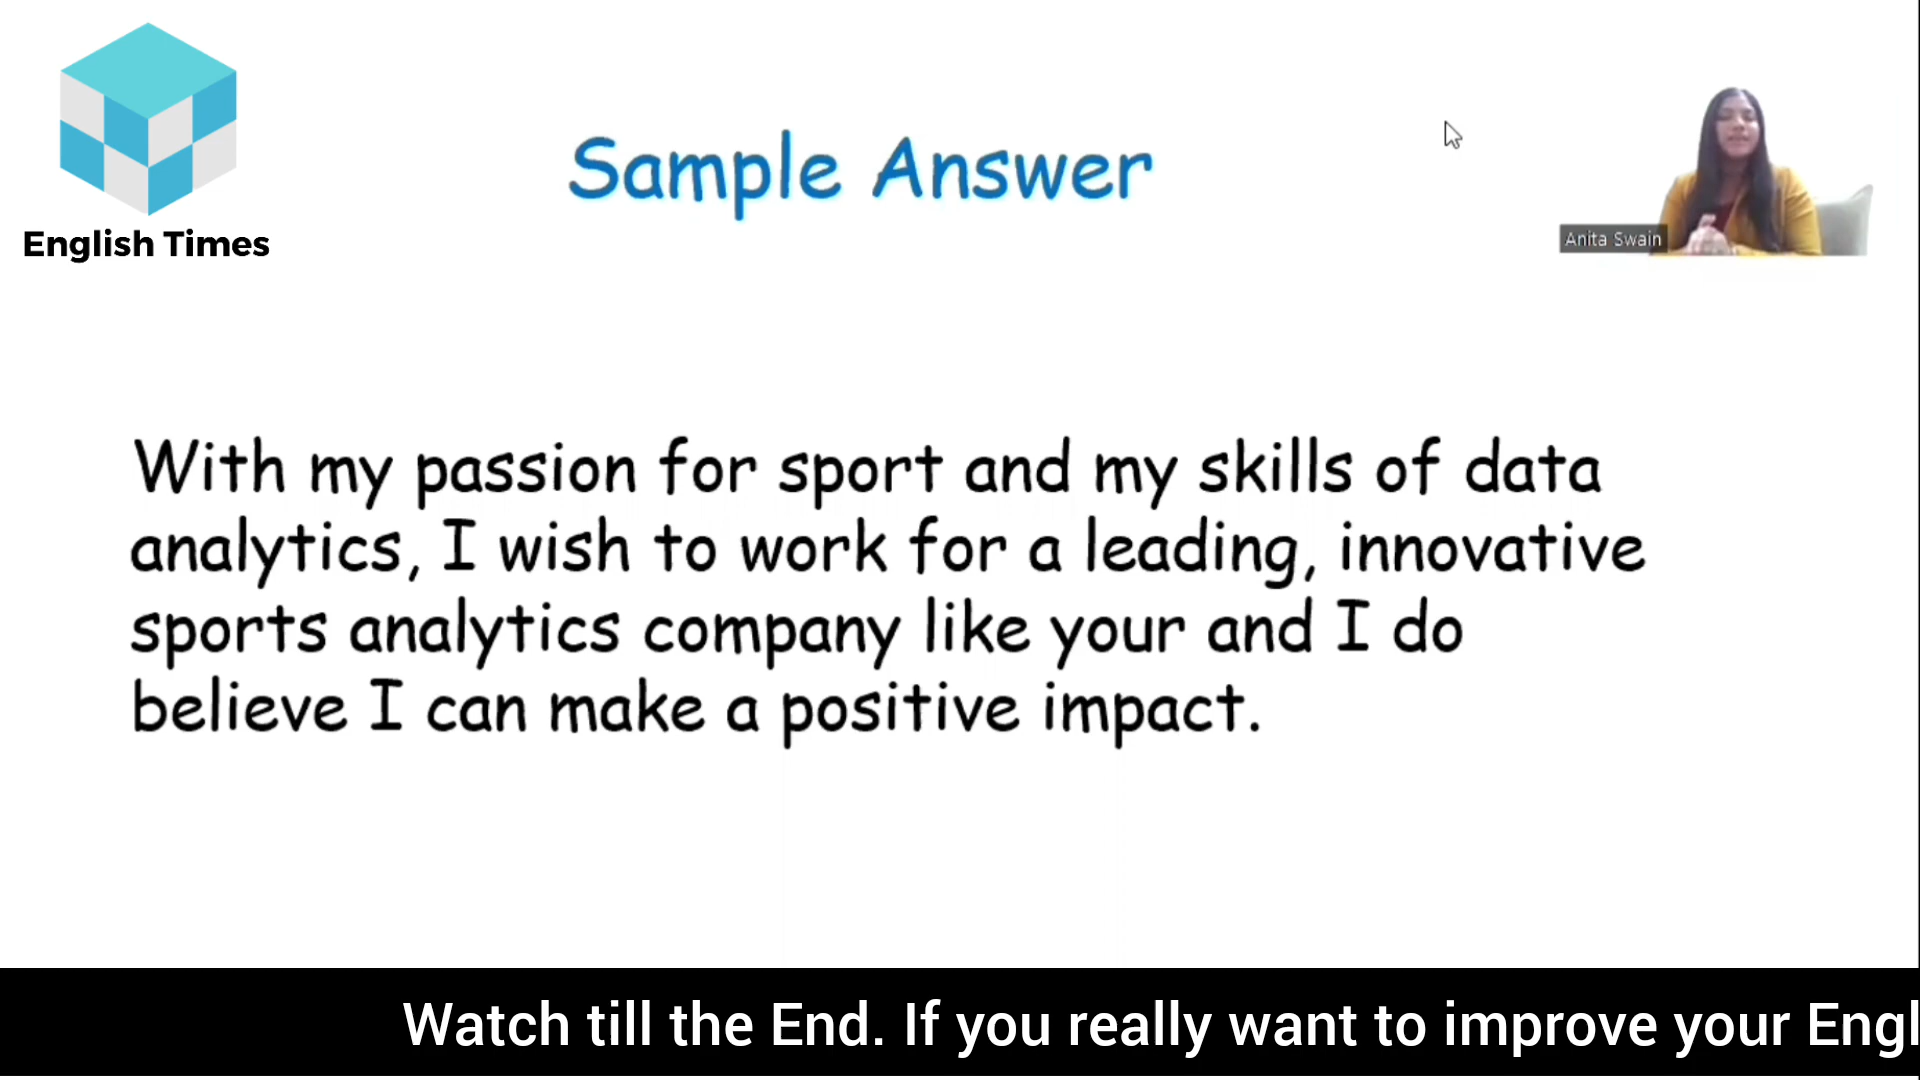 Sample Answer
English Times
Anita Swain
With my passion for sport and my skills of data
analytics, I wish to work for a leading, innovative
sports analytics company like your and I do
believe I can make a positive impact.
Watch till the End. If you really want to improve your Engl